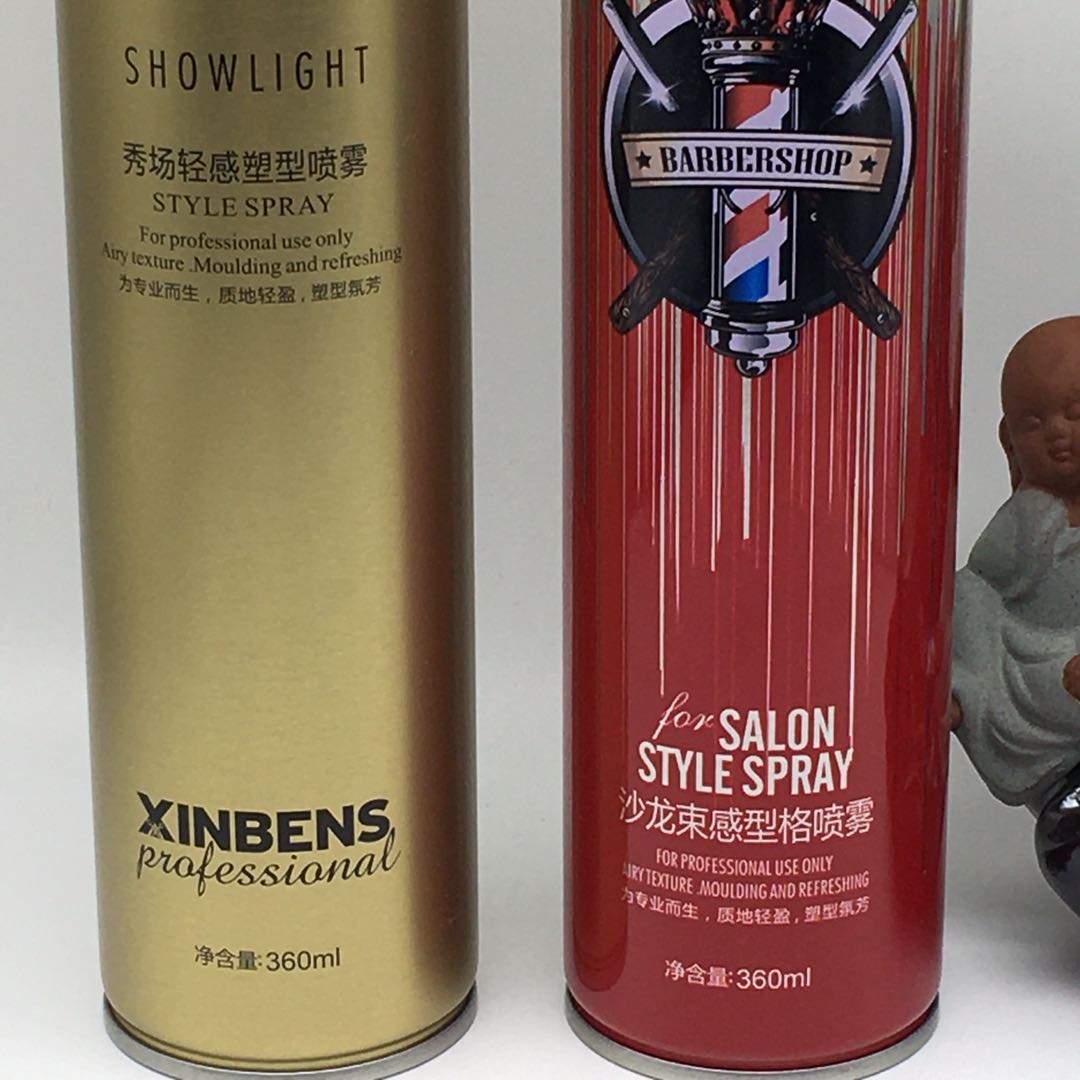 SHOWLIGHT
秀场轻感塑型喷雾
STYLE SPRAY
For professional use only
Airy texture .Moulding and refreshing
为专业而生，质地轻盈，塑型氛芳
XINBENS
professional
净含量:360ml
BARBERSHOP
for SALON
STYLE SPRAY
沙龙束感型格喷雾
FOR PROFESSIONAL USE ONLY
AIRY TEXTURE .MOULDING AND REFRESHING
为专业而生，质地轻盈，塑型氛芳
净含量:360ml